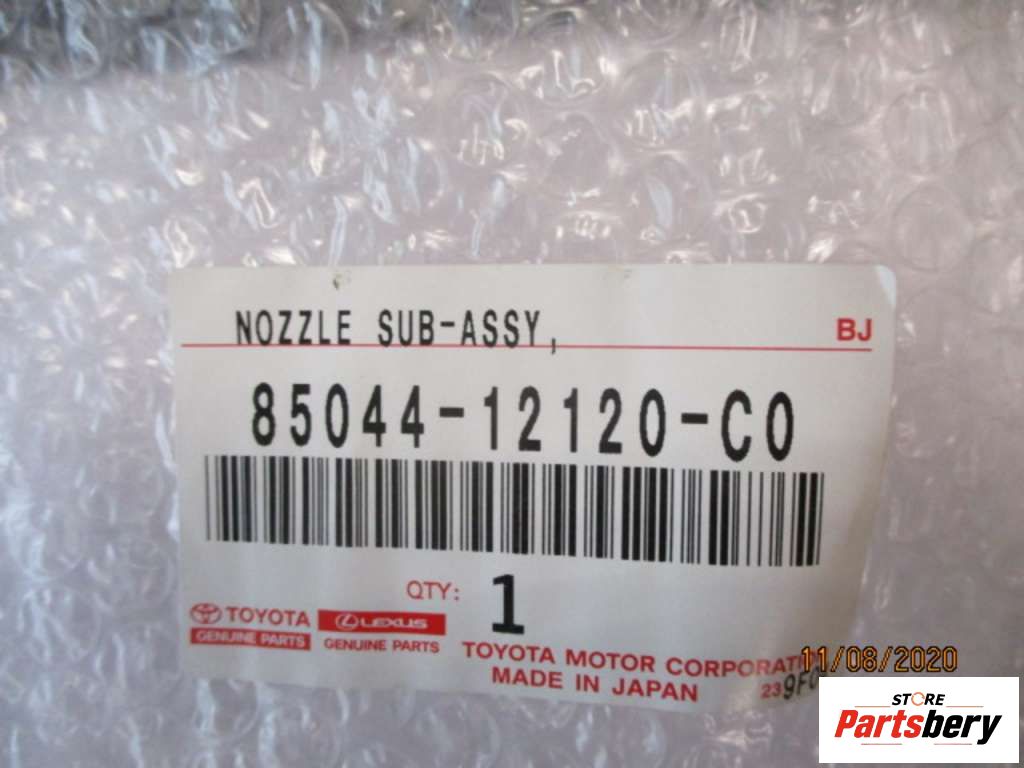 NOZZLE SUB-ASSY,
BJ
85044-12120-C0
QTY: 1
TOYOTA
GENUINE PARTS
LEXUS
GENUINE PARTS
TOYOTA MOTOR
MADE IN JAPAN
11/08/2020
STORE
Partsbery